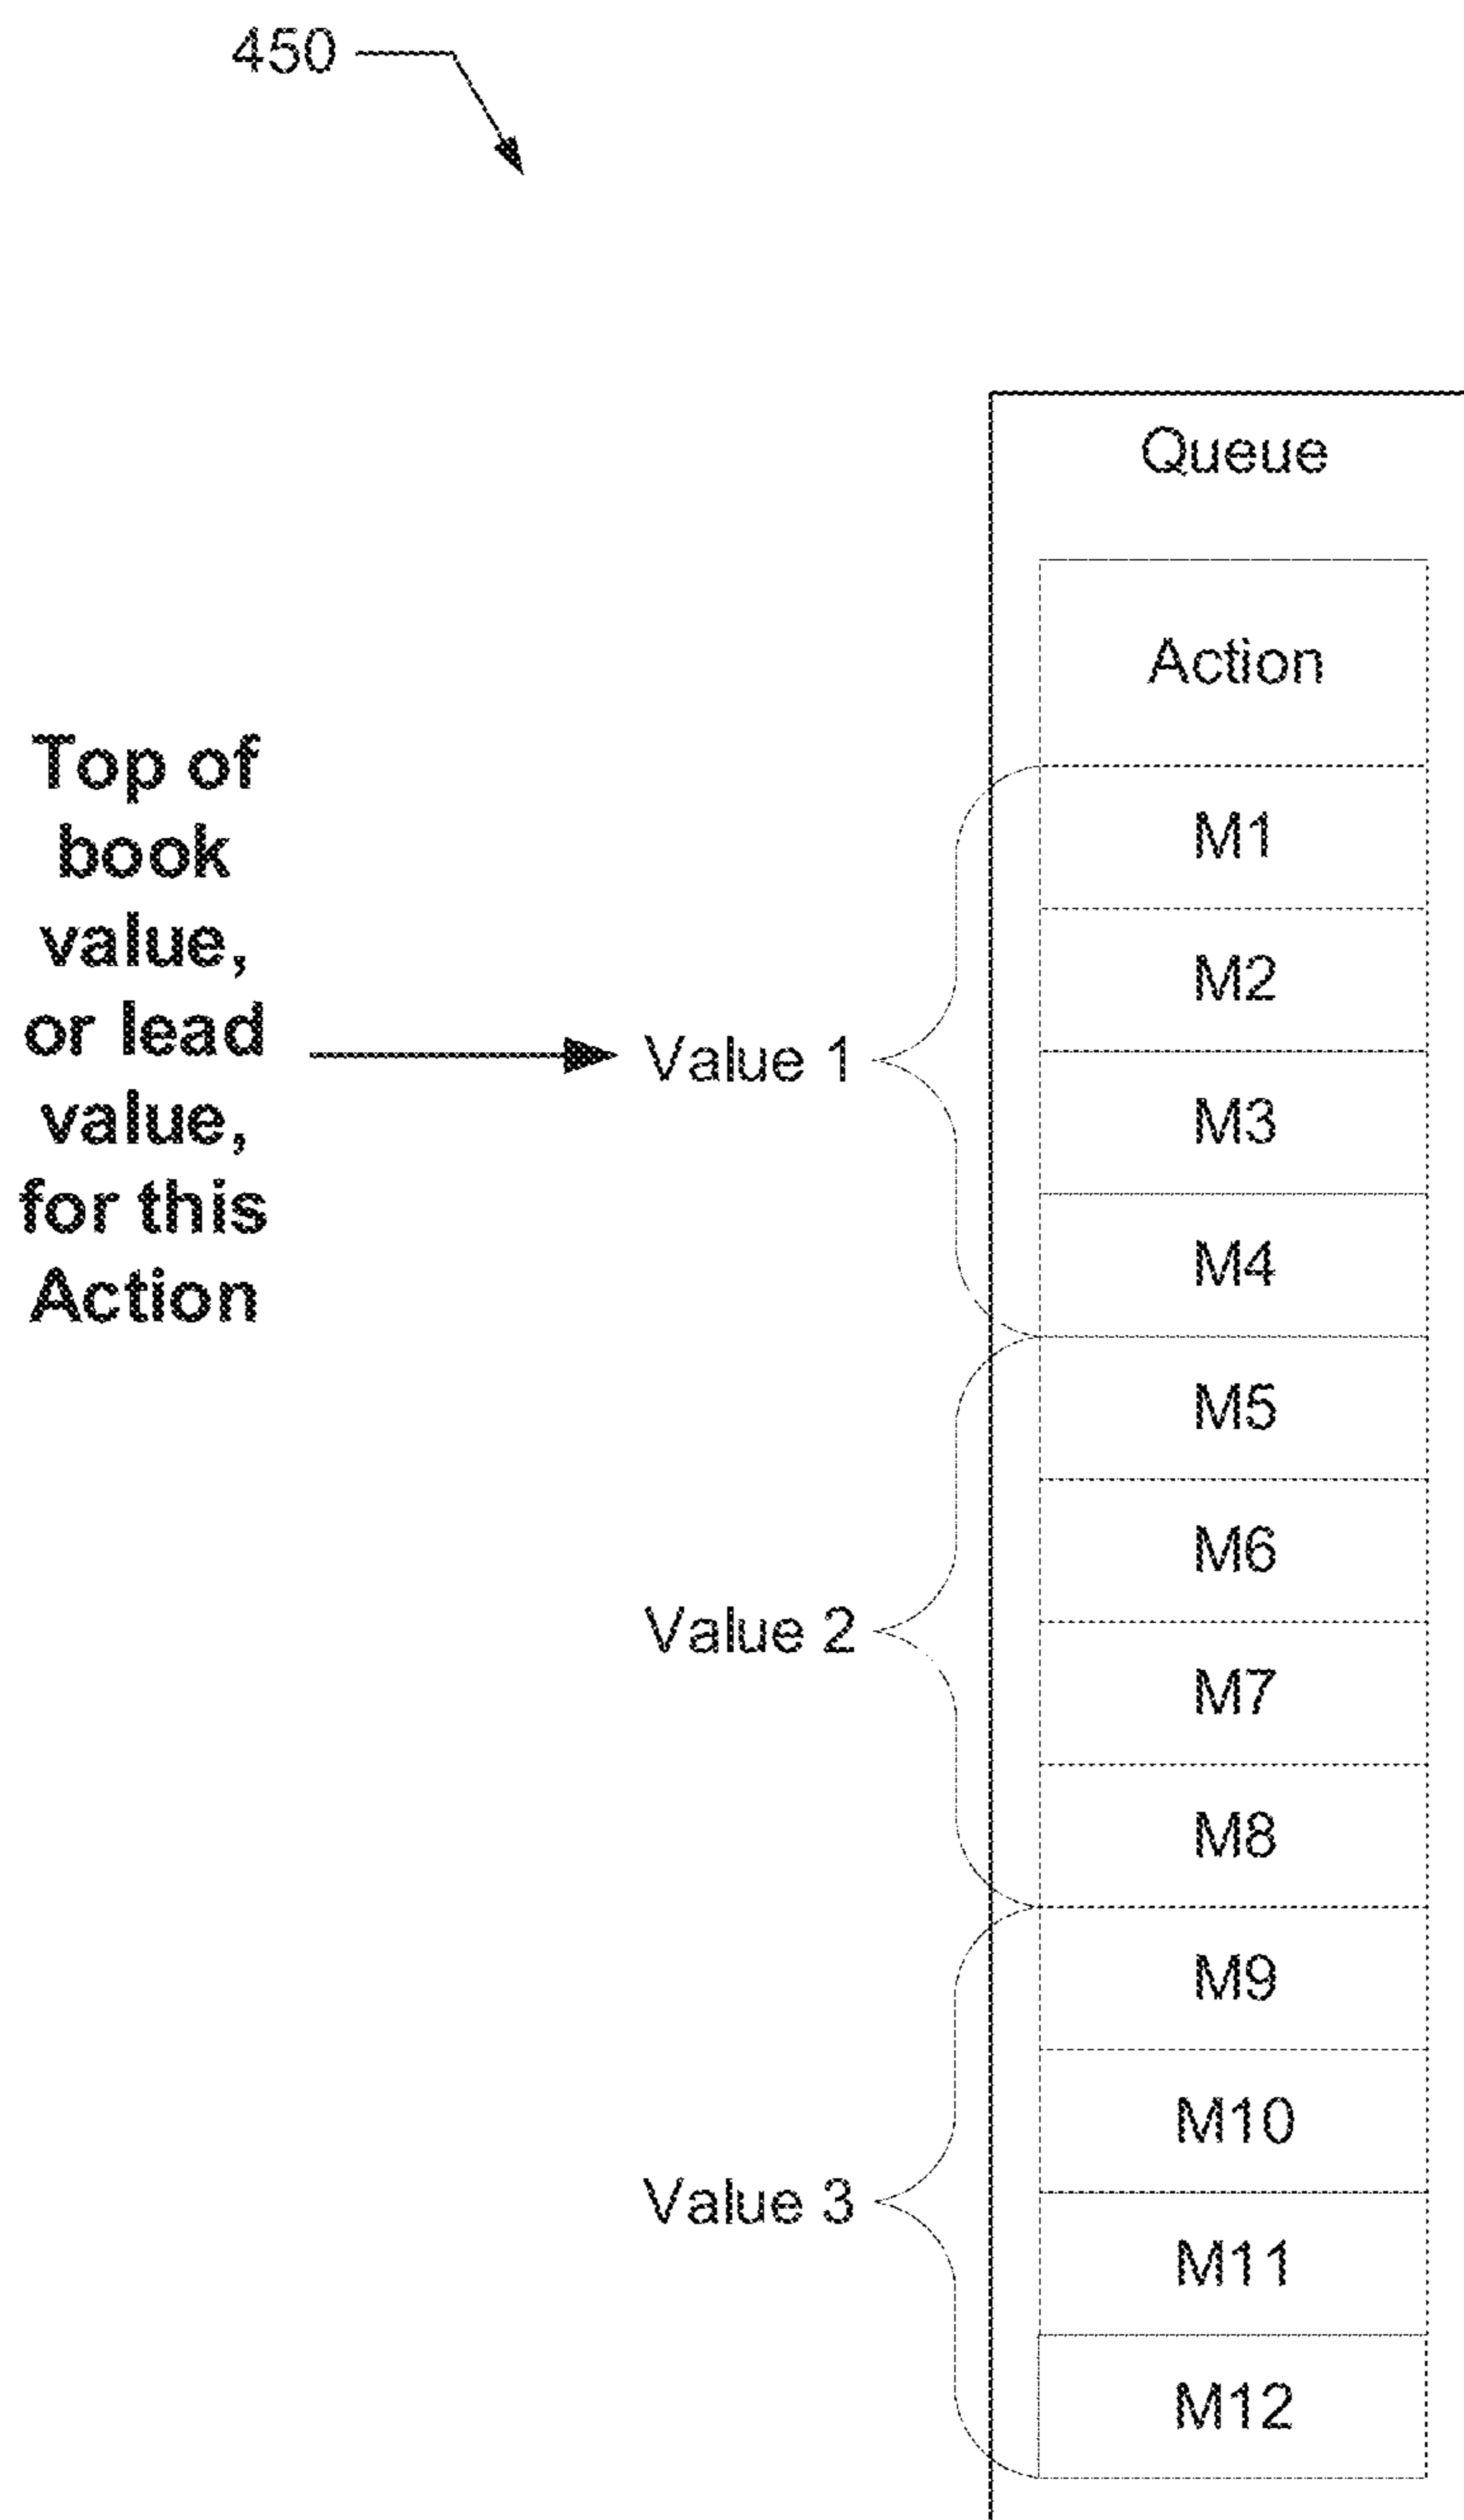 450
Queue
Action
Top of
book
value,
or lead
value,
for this
Action
Value 1
M1
M2
M3
M4
Value 2
M5
M6
M7
M8
Value 3
M9
M10
M11
M12